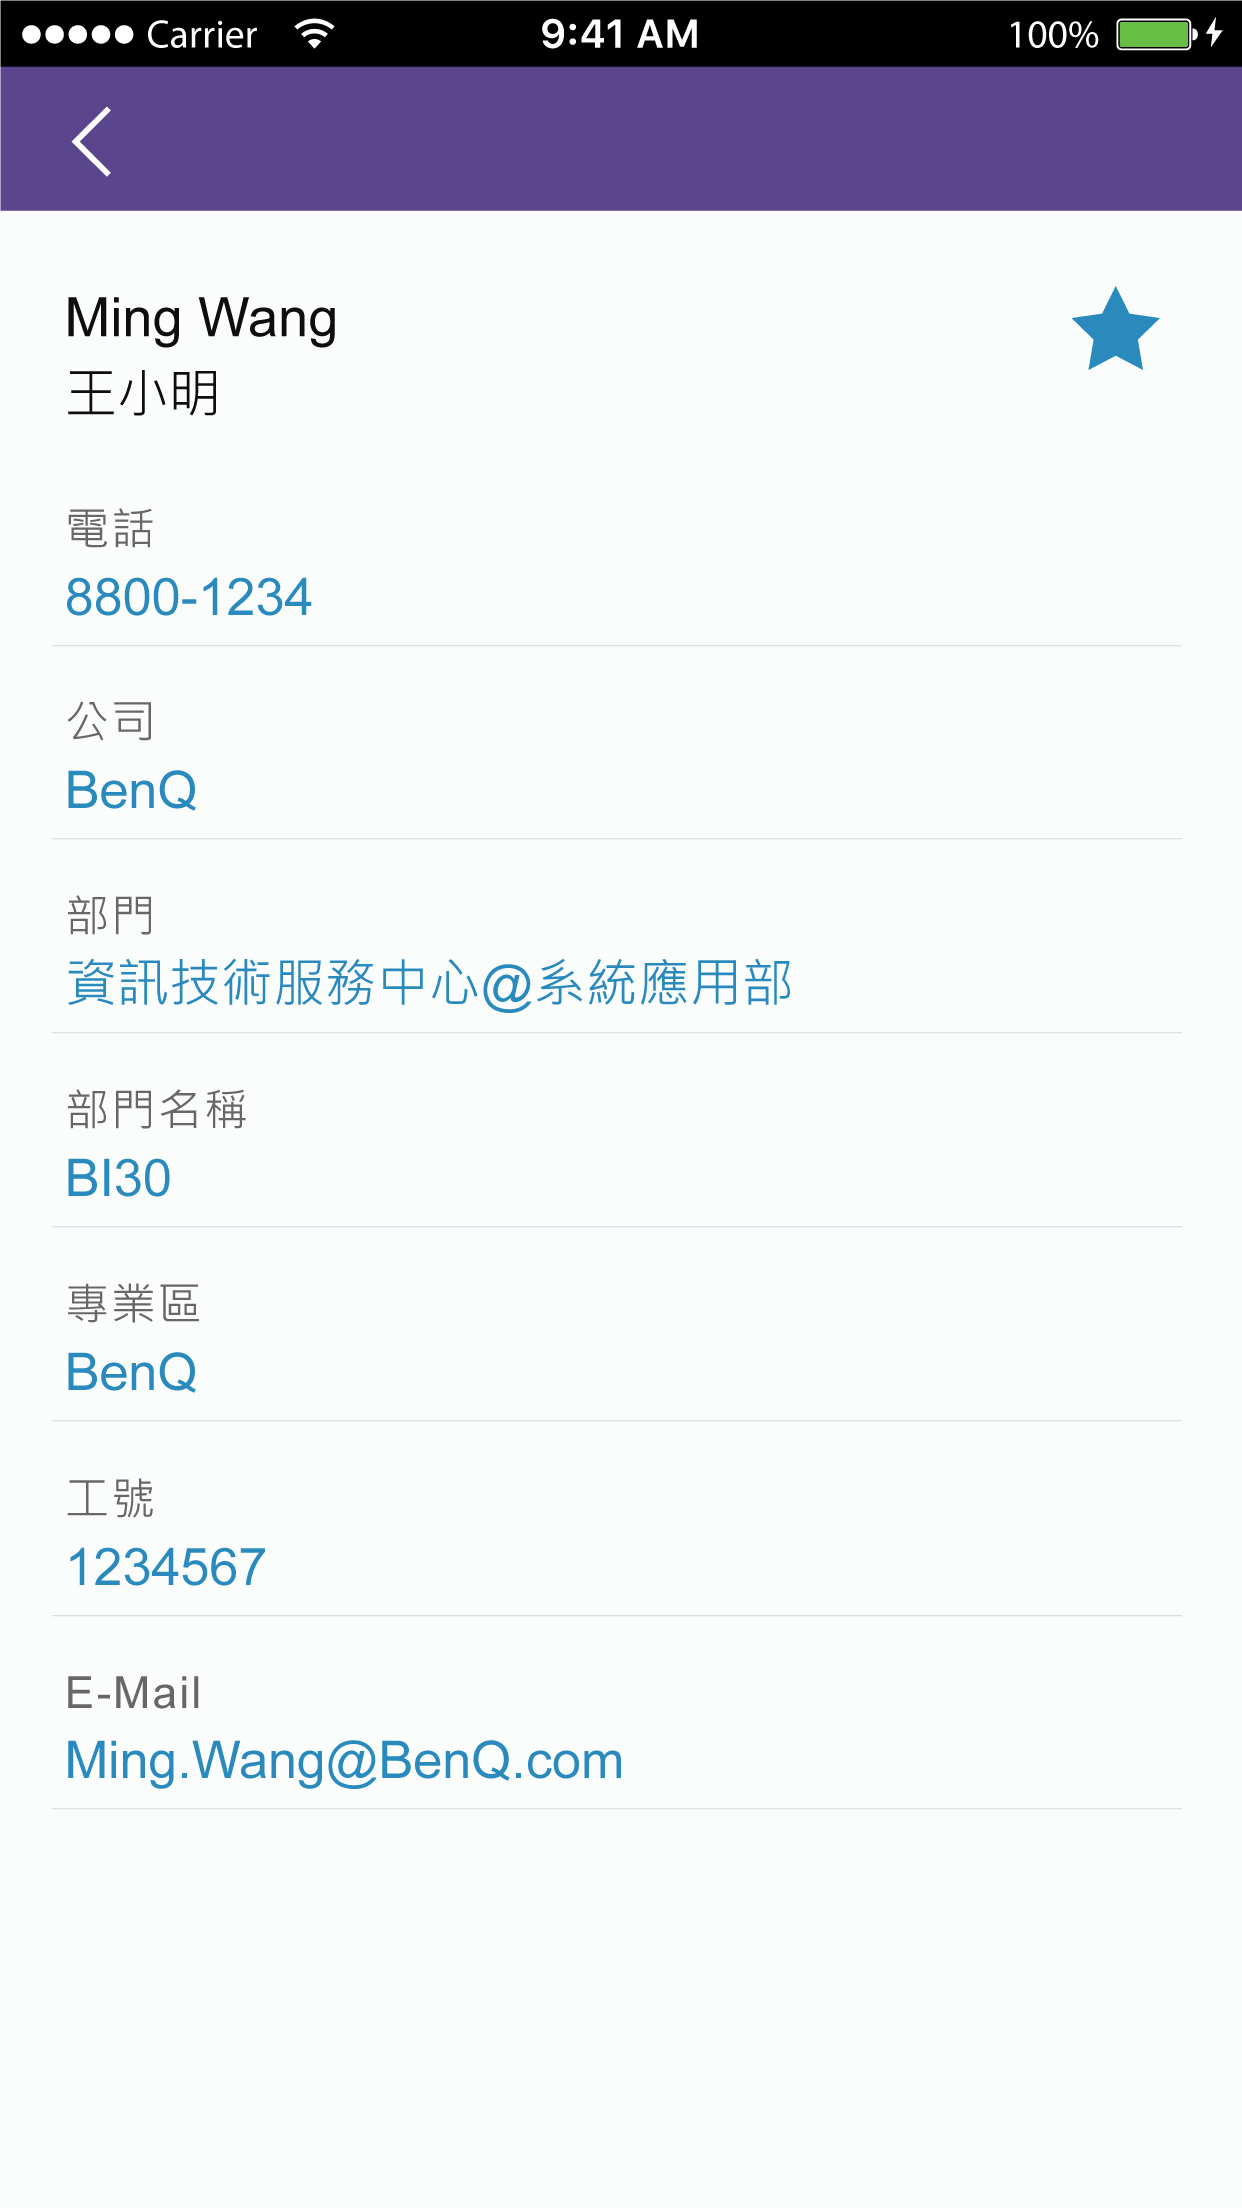 Carrier 9:41 AM 100%
Ming Wang
王小明
電話
8800-1234
公司
BenQ
部門
資訊技術服務中心@系統應用部
部門名稱
BI30
專業區
BenQ
工號
1234567
E-Mail
Ming.Wang@BenQ.com